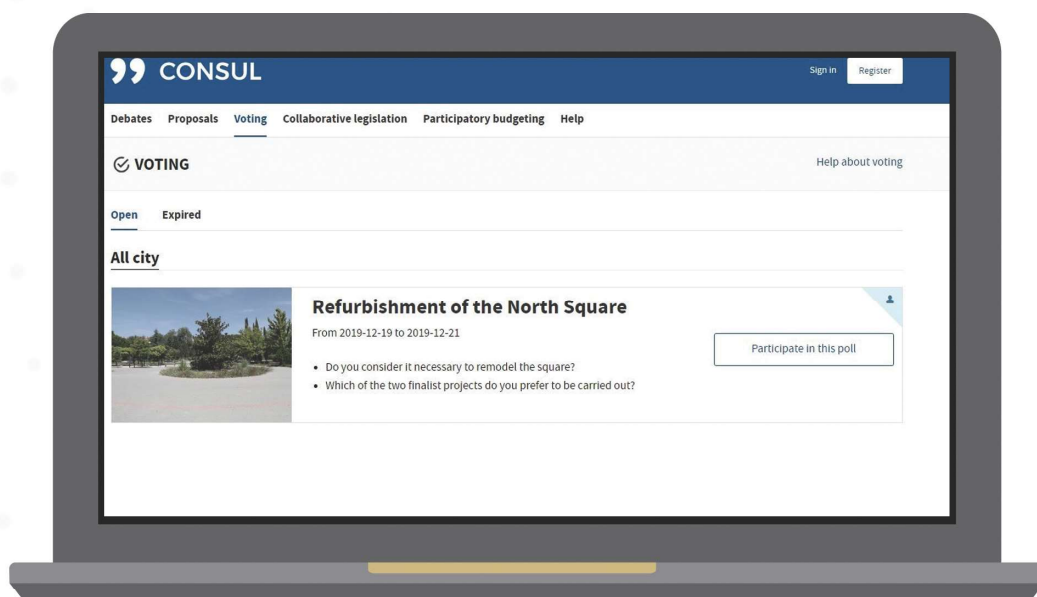 CONSUL
Sign in Register
Debates Proposals Voting Collaborative legislation Participatory budgeting Help
VOTING
Help about voting
Open Expired
All city
Refurbishment of the North Square
From 2019-12-19 to 2019-12-21
Participate in this poll
• Do you consider it necessary to remodel the square?
• Which of the two finalist projects do you prefer to be carried out?